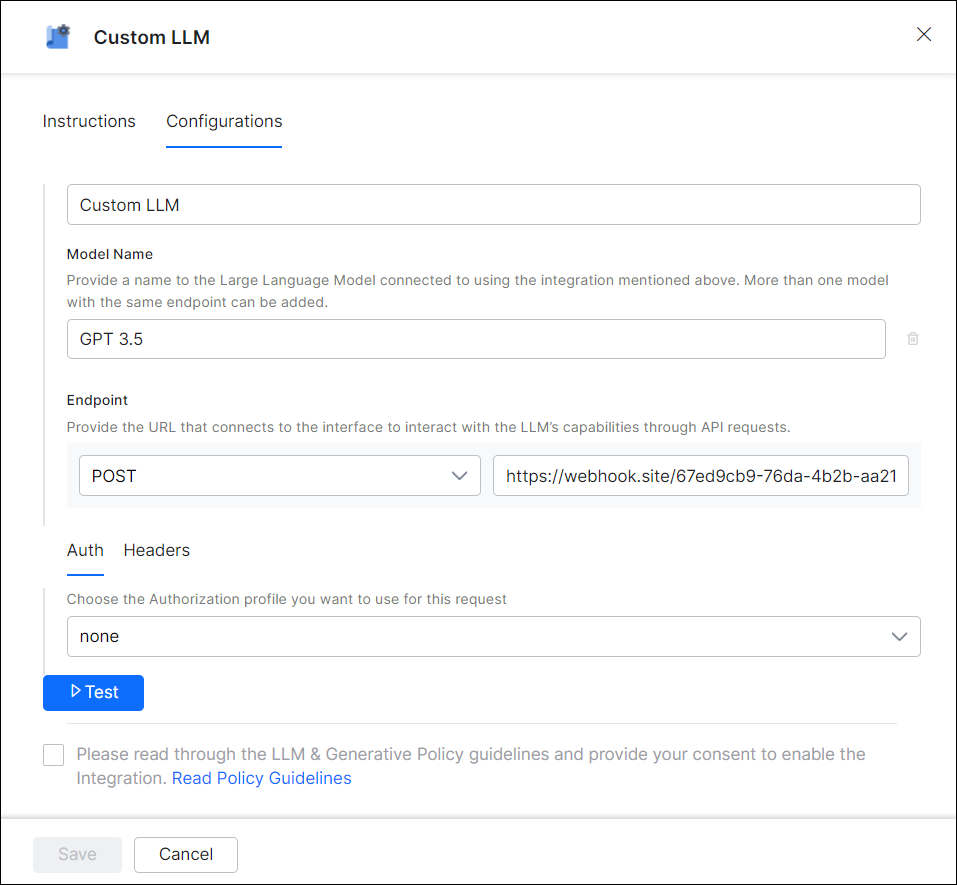 Custom LLM
Instructions Configurations
Custom LLM
Model Name
Provide a name to the Large Language Model connected to using the integration mentioned above. More than one model
with the same endpoint can be added.
GPT 3.5
Endpoint
Provide the URL that connects to the interface to interact with the LLM’s capabilities through API requests.
POST https://webhook.site/67ed9cb9-76da-4b2b-aa21
Auth Headers
Choose the Authorization profile you want to use for this request
none
Test
Please read through the LLM & Generative Policy guidelines and provide your consent to enable the
Integration. Read Policy Guidelines
Save Cancel